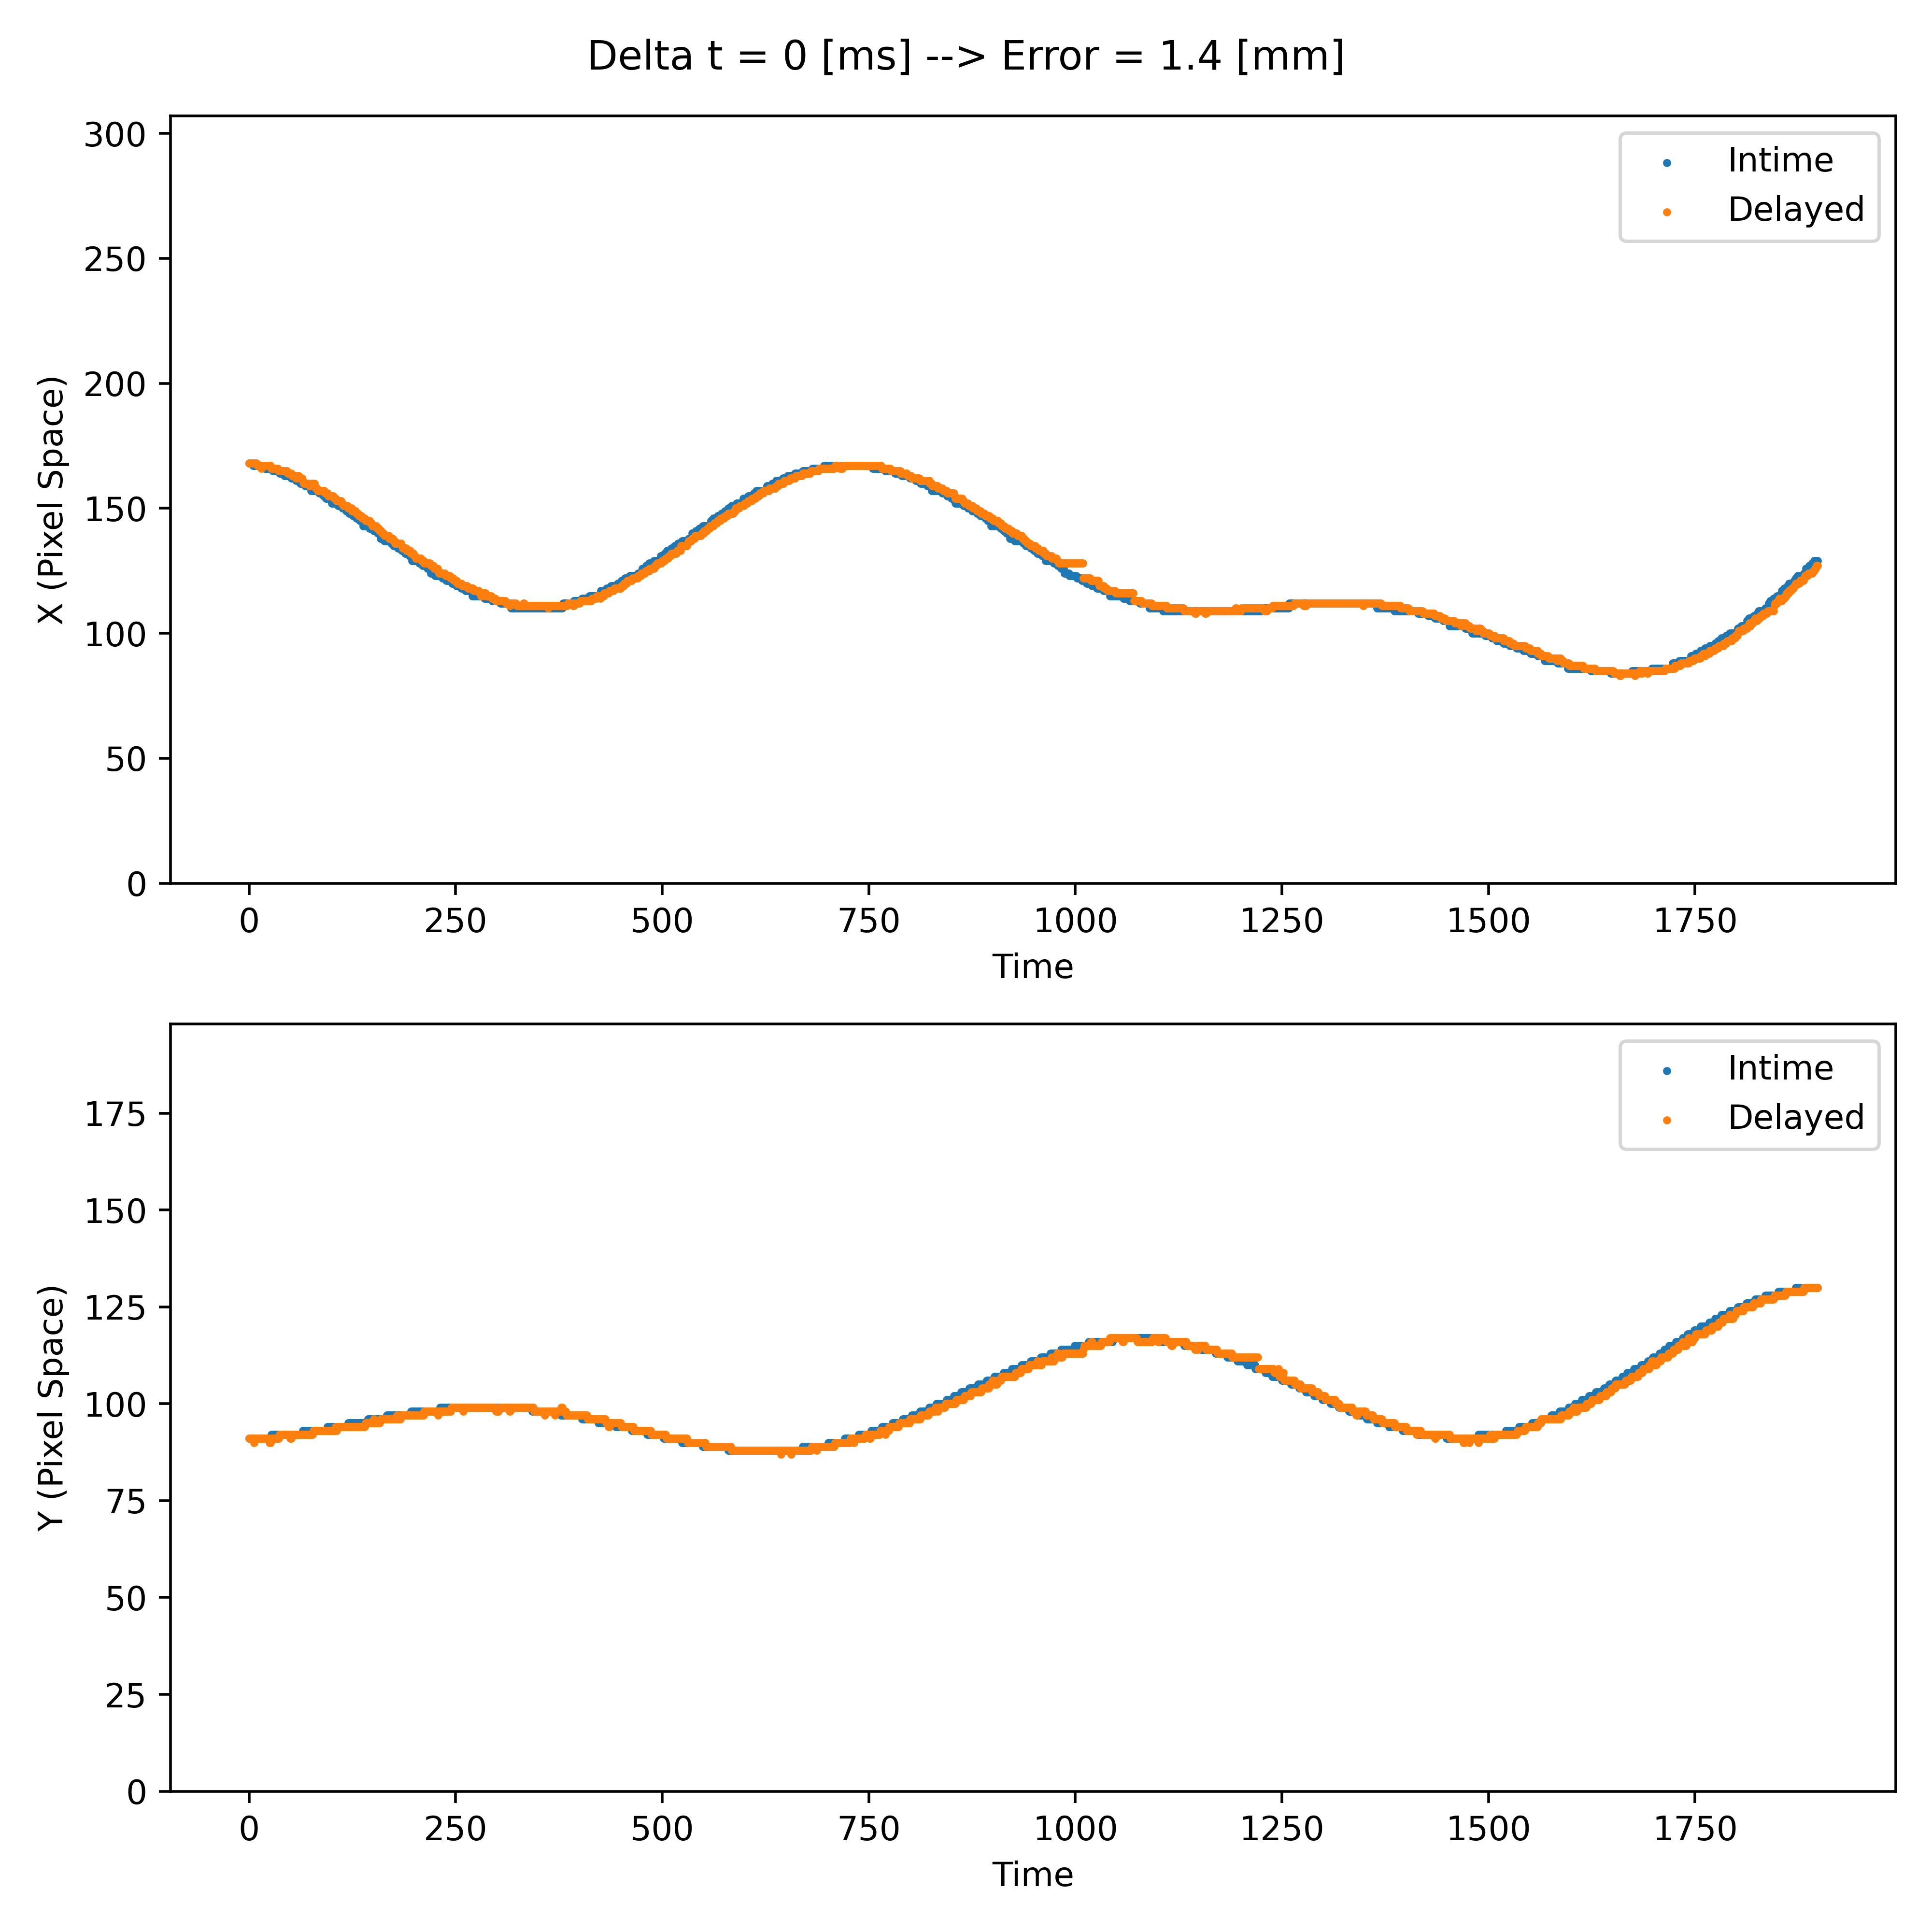 Delta t = 0 [ms] --> Error = 1.4 [mm]
300
250
200
150
100
50
0
X (Pixel Space)
Intime
Delayed
0 250 500 750 1000 1250 1500 1750
Time
175
150
125
100
75
50
25
0
Y (Pixel Space)
Intime
Delayed
0 250 500 750 1000 1250 1500 1750
Time